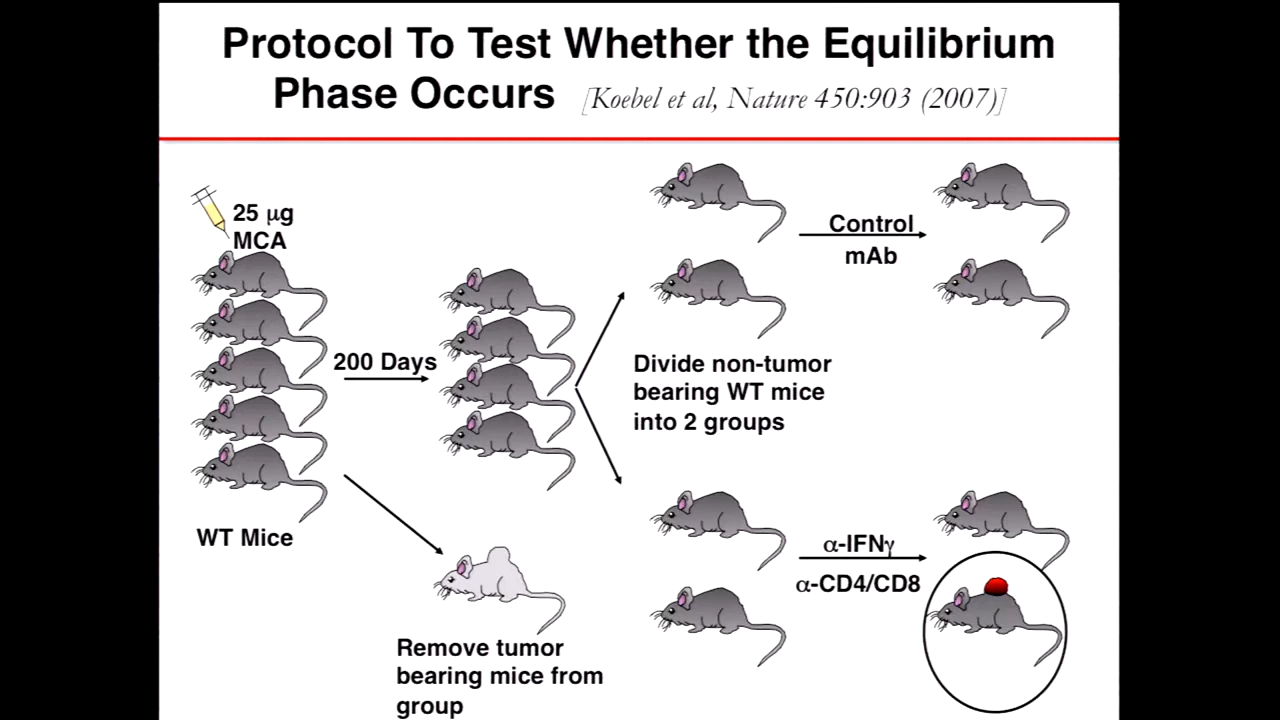 Protocol To Test Whether the Equilibrium
Phase Occurs [Koebel et al, Nature 450:903 (2007)]
25 μg
MCA
WT Mice
200 Days
Remove tumor
bearing mice from
group
Divide non-tumor
bearing WT mice
into 2 groups
Control
mAb
α-IFNγ
α-CD4/CD8